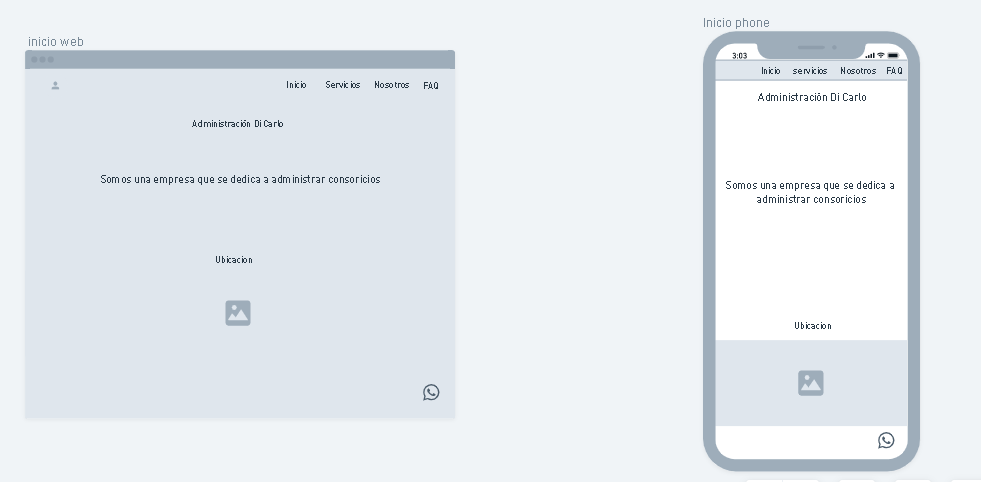 inicio web
Inicio Servicios Nosotros FAQ
Administración Di Carlo
Somos una empresa que se dedica a administrar consoricios
Ubicacion
Inicio phone
3:03
Inicio servicios Nosotros FAQ
Administración Di Carlo
Somos una empresa que se dedica a
administrar consoricios
Ubicacion